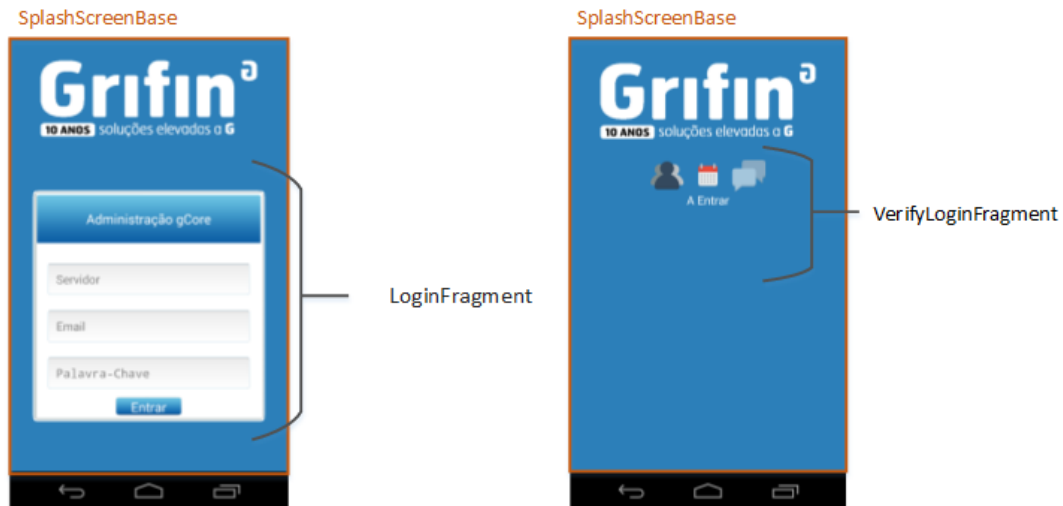 SplashScreenBase
Grifin G
10 ANOS soluções elevadas a G
Administração gCore
Servidor
Email
Palavra-Chave
Entrar
LoginFragment
SplashScreenBase
Grifin G
10 ANOS soluções elevadas a G
A Entrar
VerifyLoginFragment